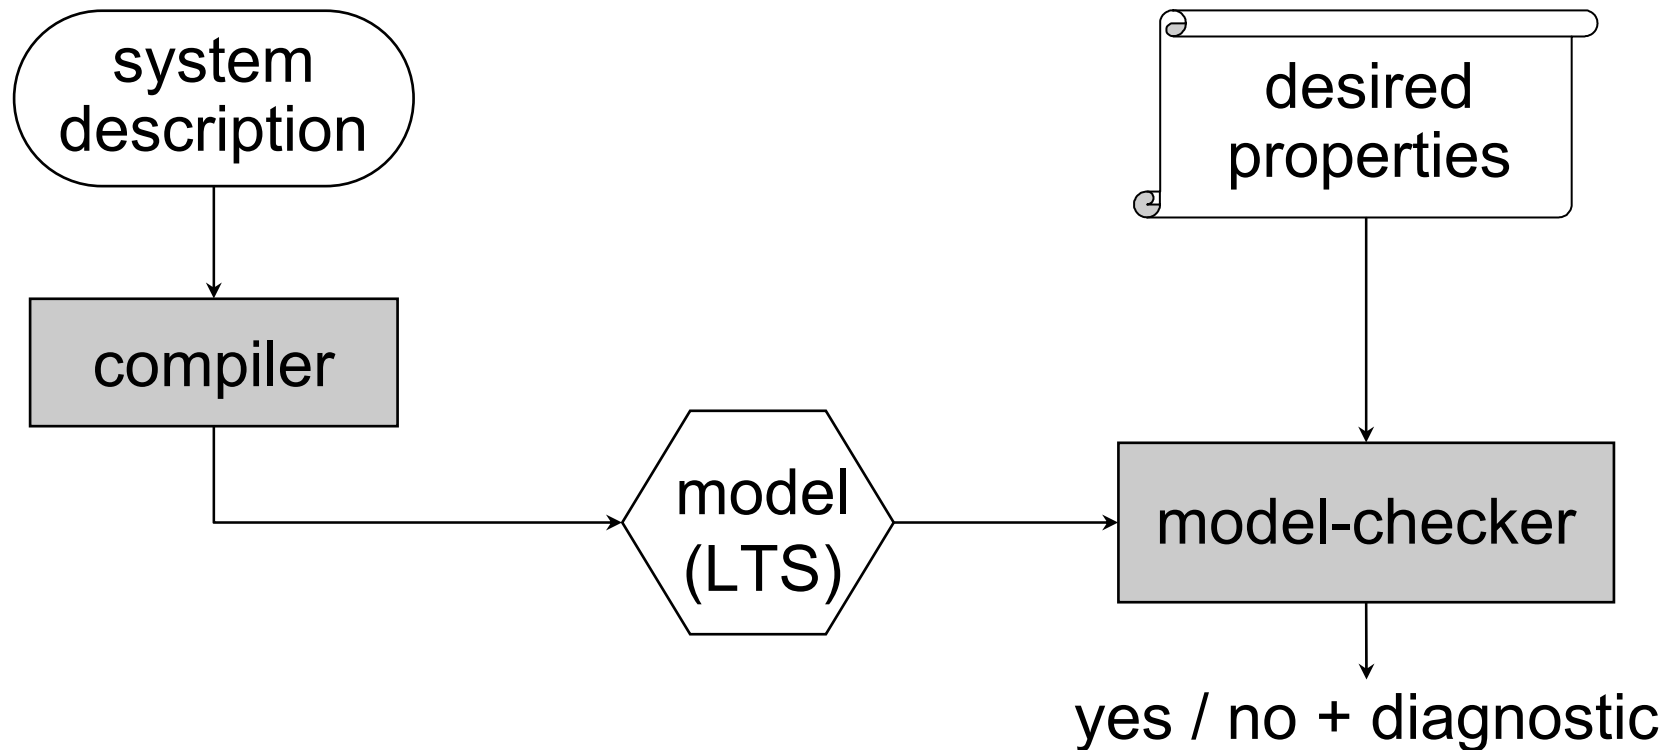 system
description
desired
properties
compiler
model
(LTS)
model-checker
yes / no + diagnostic